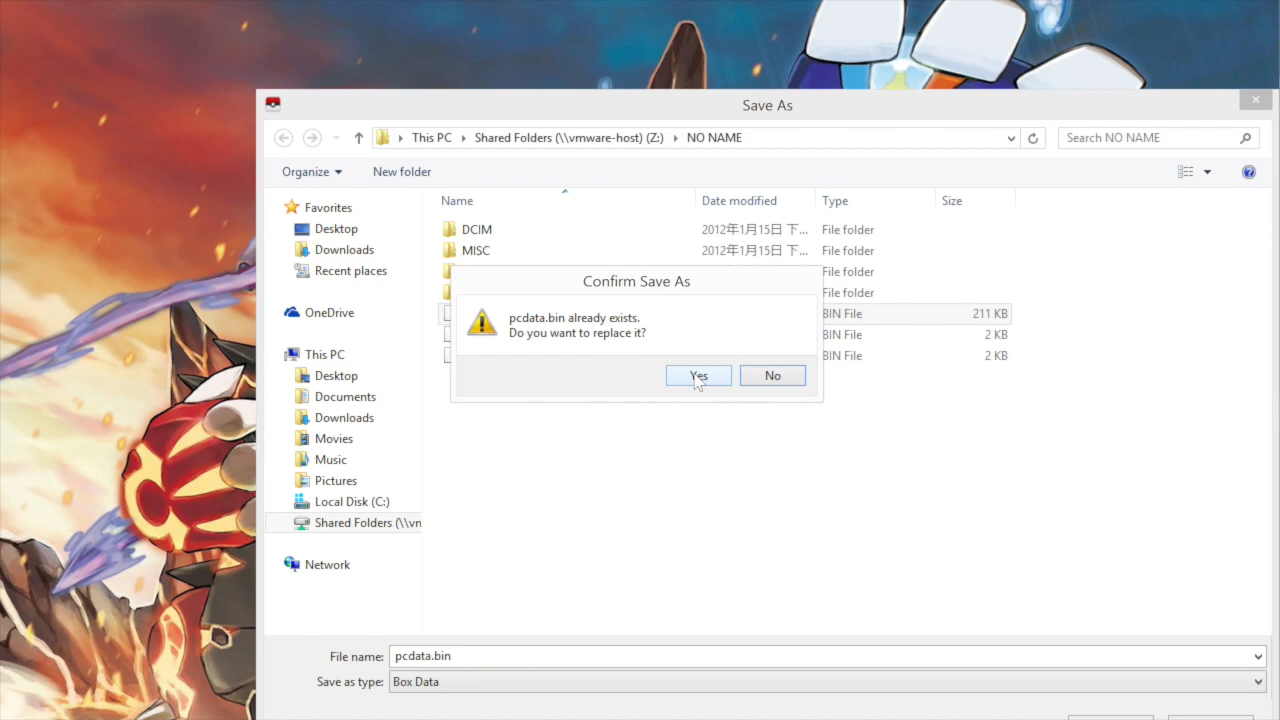 Save As
This PC Shared Folders (\\vmware-host) (Z:) NO NAME
Search NO NAME
Organize
New folder
Name Date modified Type Size
Favorites
Desktop
Downloads
Recent places
OneDrive
This PC
Desktop
Documents
Downloads
Movies
Music
Pictures
Local Disk (C:)
Shared Folders (\\vn
Network
DCIM 2012年1月15日 下... File folder
MISC 2012年1月15日 下... File folder
File folder
File folder
BIN File 211 KB
BIN File 2 KB
BIN File 2 KB
Confirm Save As
pcdata.bin already exists.
Do you want to replace it?
Yes
No
File name: pcdata.bin
Save as type: Box Data